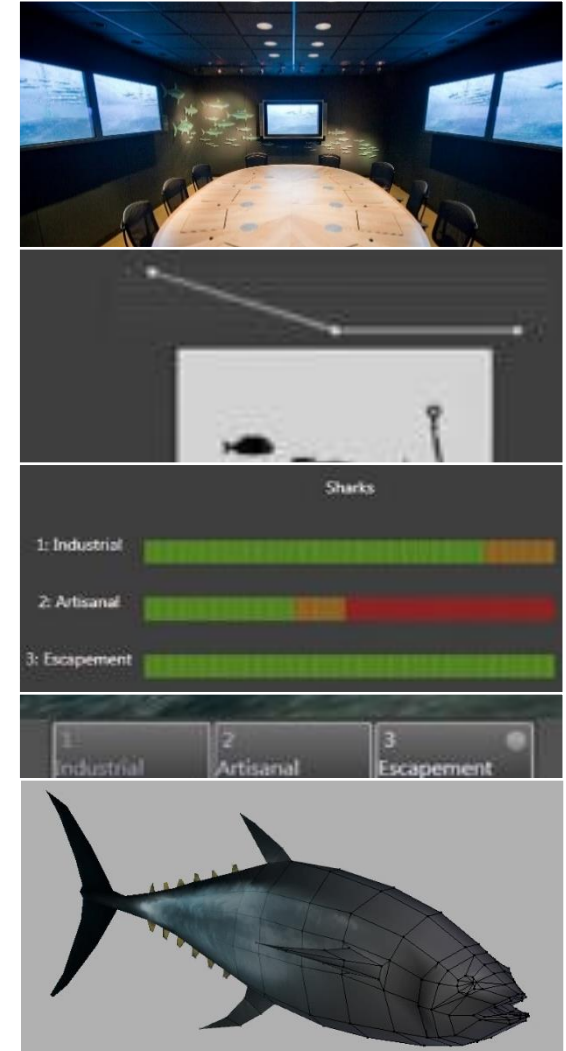 Sharks
1: Industrial
2: Artisanal
3: Escapement
1
Industrial
2
Artisanal
3
Escapement